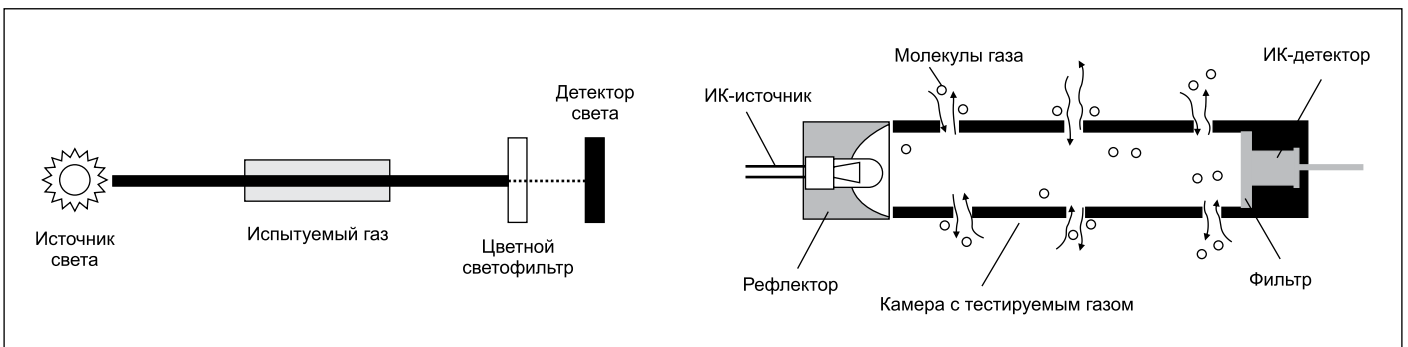 Источник
света
Испытуемый газ
Цветной
светофильтр
Детектор
света
ИК-источник
Молекулы газа
ИК-детектор
Рефлектор
Камера с тестируемым газом
Фильтр